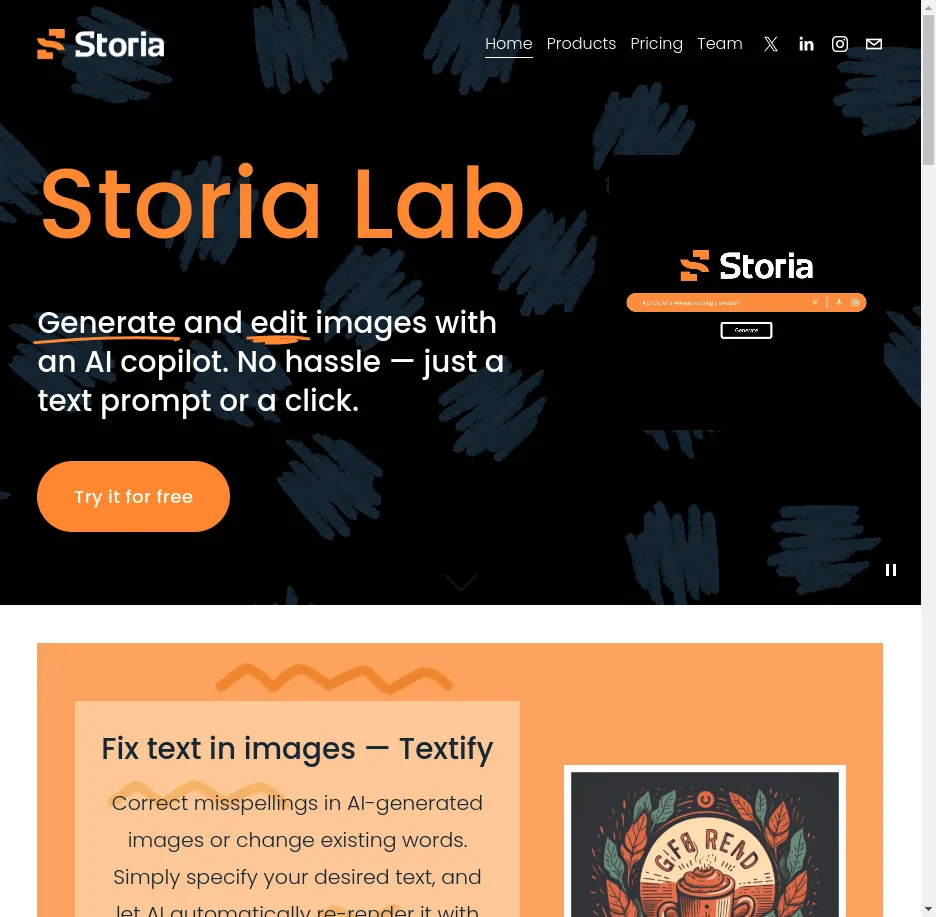 Storia
Home Products Pricing Team
Storia Lab
Generate and edit images with
an AI copilot. No hassle — just a
text prompt or a click.
Try it for free
Storia
A photo of a woman wearing a sweater
Generate
Fix text in images — Textify
Correct misspellings in AI-generated
images or change existing words.
Simply specify your desired text, and
let AI automatically re-render it with
READ